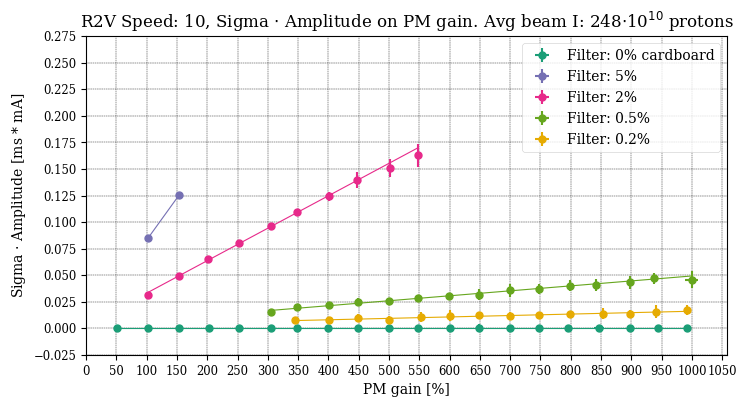 R2V Speed: 10, Sigma · Amplitude on PM gain. Avg beam I: 248·10^10 protons
0.275
0.250
0.225
0.200
0.175
0.150
0.125
0.100
0.075
0.050
0.025
0.000
−0.025
Sigma · Amplitude [ms * mA]
Filter: 0% cardboard
Filter: 5%
Filter: 2%
Filter: 0.5%
Filter: 0.2%
0 50 100 150 200 250 300 350 400 450 500 550 600 650 700 750 800 850 900 950 1000 1050
PM gain [%]